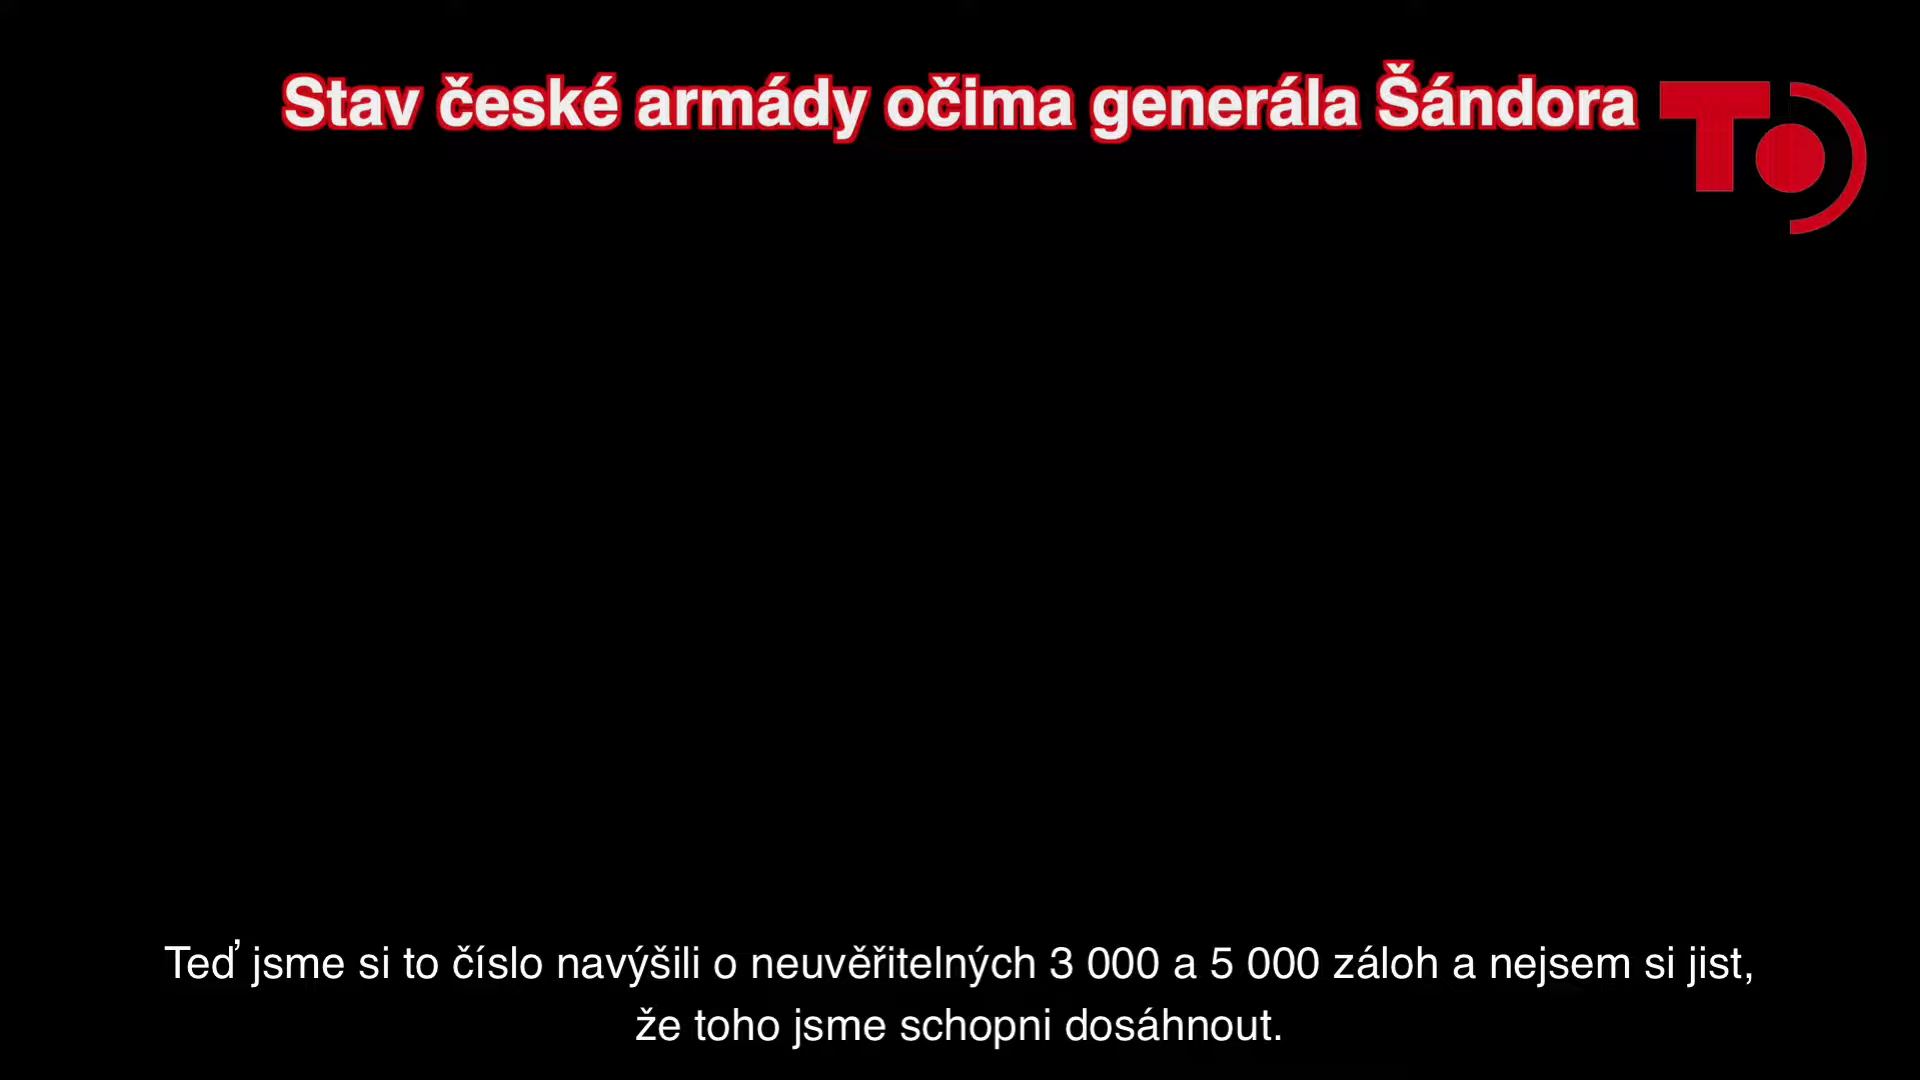 Stav české armády očima generála Šándora
TO
Teď jsme si to číslo navýšili o neuvěřitelných 3 000 a 5 000 záloh a nejsem si jist,
že toho jsme schopni dosáhnout.